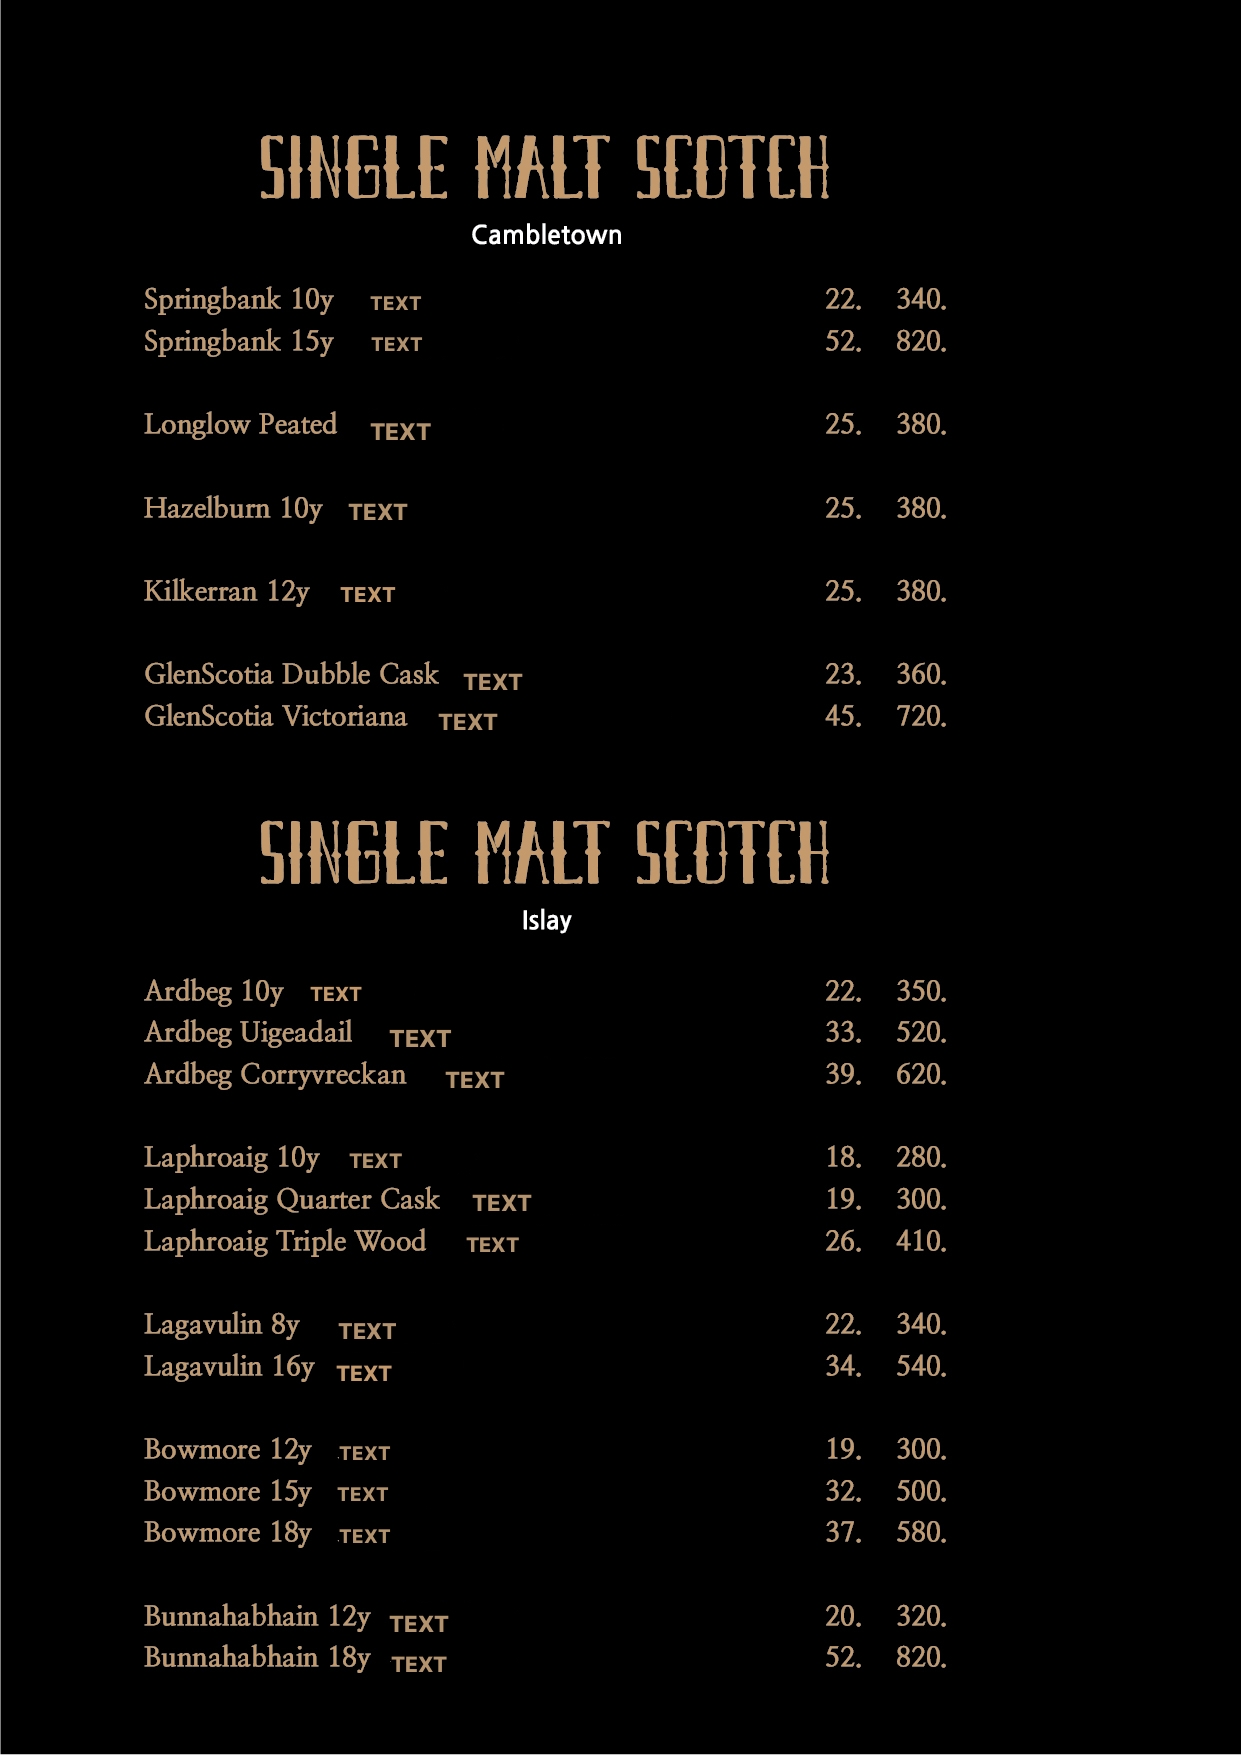 SINGLE MALT SCOTCH
Cambletown
Springbank 10y TEXT 22. 340.
Springbank 15y TEXT 52. 820.
Longlow Peated TEXT 25. 380.
Hazelburn 10y TEXT 25. 380.
Kilkerran 12y TEXT 25. 380.
GlenScotia Dubble Cask TEXT 23. 360.
GlenScotia Victoriana TEXT 45. 720.
SINGLE MALT SCOTCH
Islay
Ardbeg 10y TEXT 22. 350.
Ardbeg Uigeadail TEXT 33. 520.
Ardbeg Corryvreckan TEXT 39. 620.
Laphroaig 10y TEXT 18. 280.
Laphroaig Quarter Cask TEXT 19. 300.
Laphroaig Triple Wood TEXT 26. 410.
Lagavulin 8y TEXT 22. 340.
Lagavulin 16y TEXT 34. 540.
Bowmore 12y TEXT 19. 300.
Bowmore 15y TEXT 32. 500.
Bowmore 18y TEXT 37. 580.
Bunnahabhain 12y TEXT 20. 320.
Bunnahabhain 18y TEXT 52. 820.